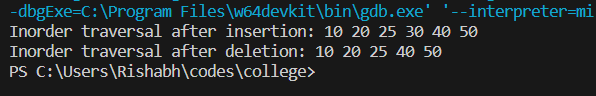 -dbgExe=C:\Program Files\w64devkit\bin\gdb.exe' '--interpreter=mi
Inorder traversal after insertion: 10 20 25 30 40 50
Inorder traversal after deletion: 10 20 25 40 50
PS C:\Users\Rishabh\codes\college>